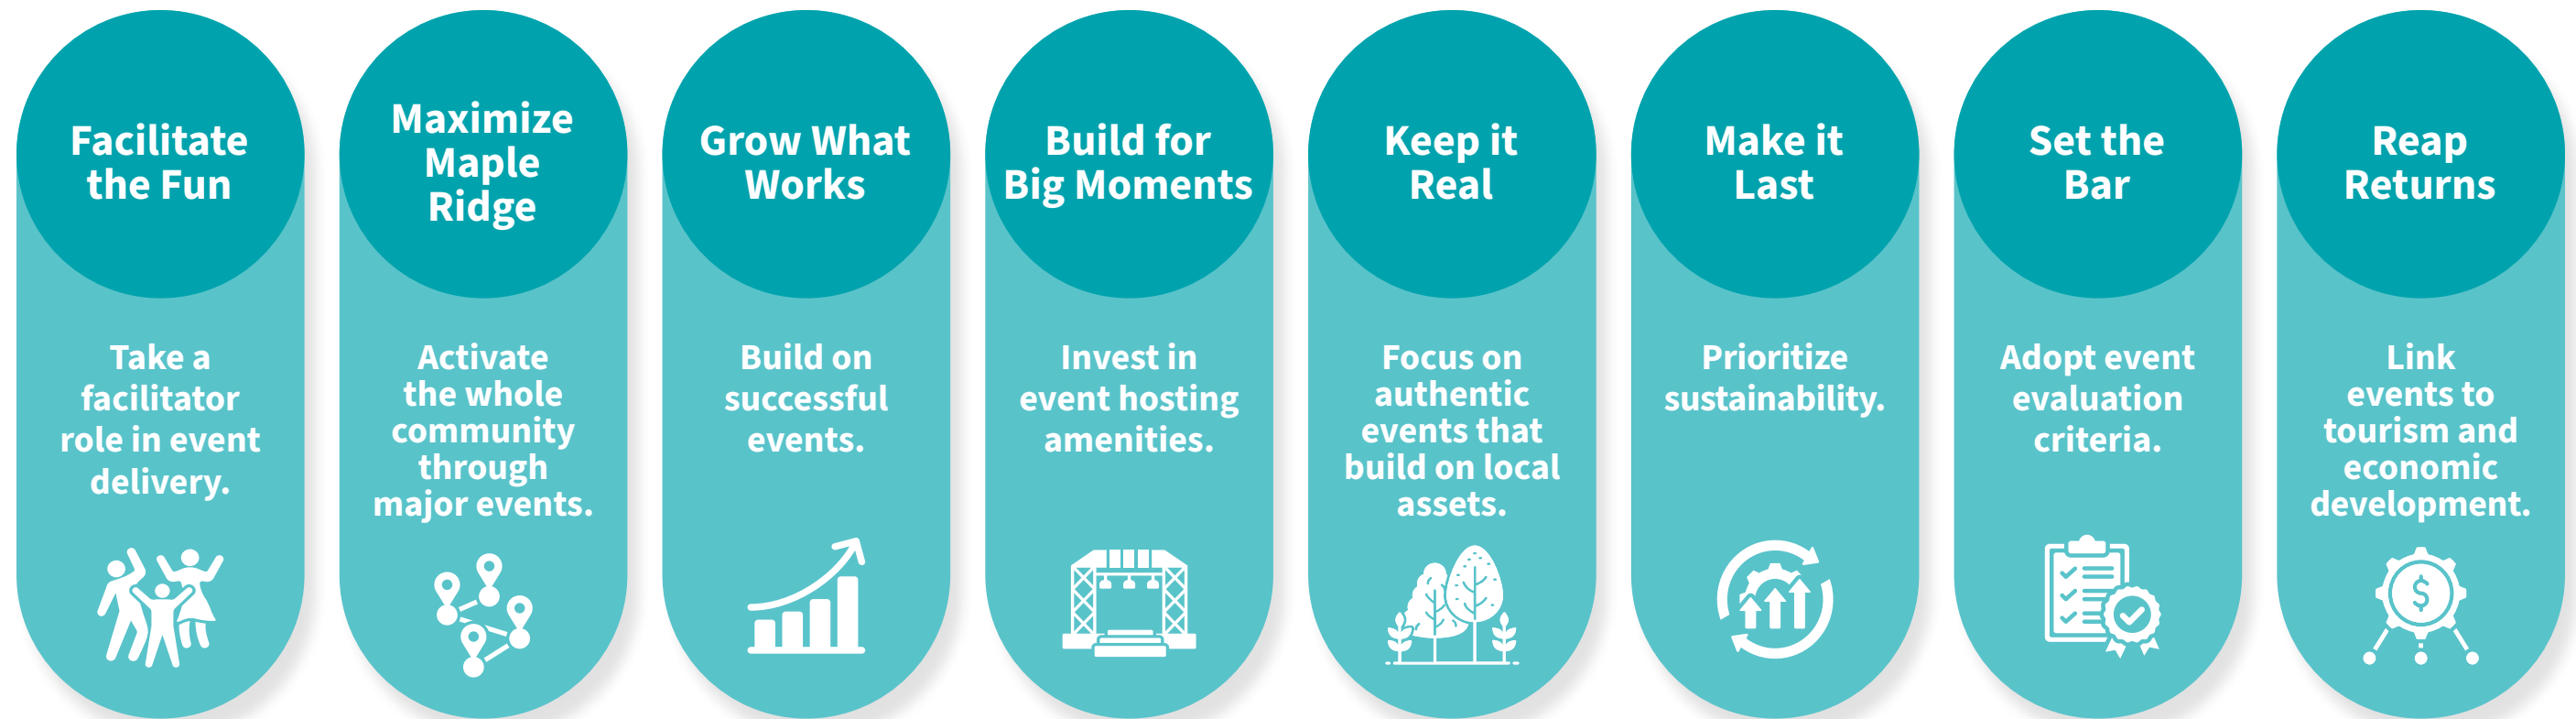 Facilitate
the Fun
Take a
facilitator
role in event
delivery.
Maximize
Maple
Ridge
Activate
the whole
community
through
major events.
Grow What
Works
Build on
successful
events.
Build for
Big Moments
Invest in
event hosting
amenities.
Keep it
Real
Focus on
authentic
events that
build on local
assets.
Make it
Last
Prioritize
sustainability.
Set the
Bar
Adopt event
evaluation
criteria.
Reap
Returns
Link
events to
tourism and
economic
development.
$